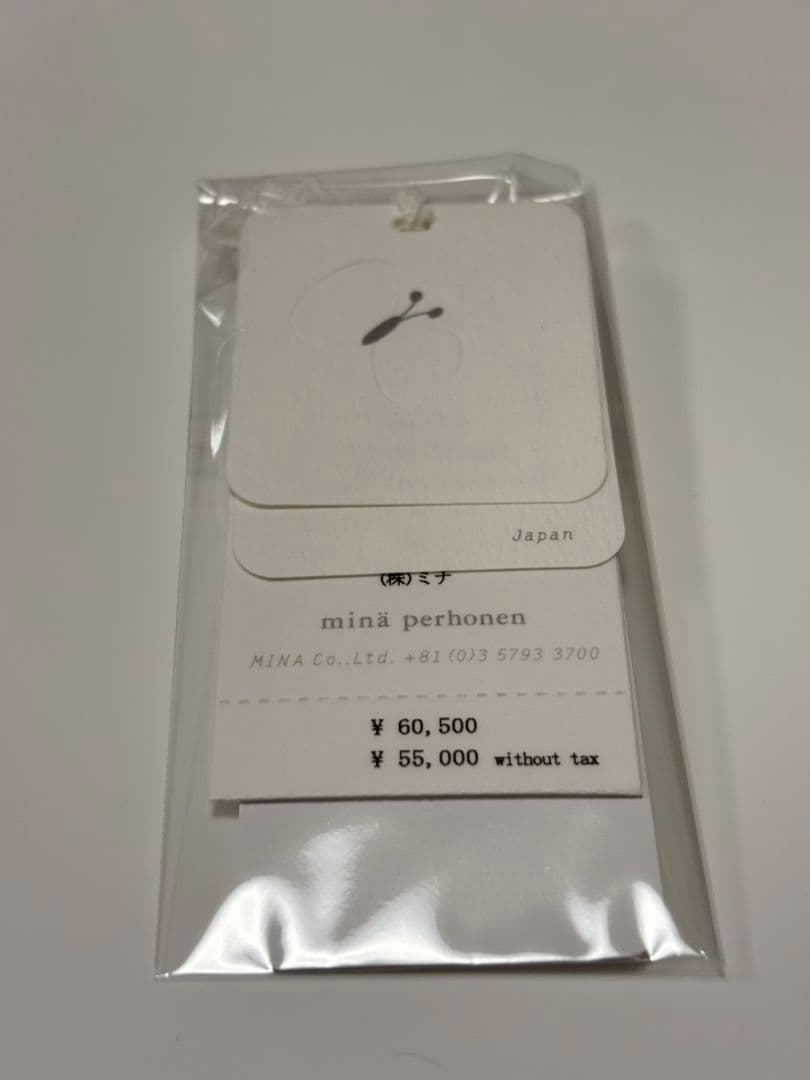 Japan
(株)ミナ
minä perhonen
MINA Co.,Ltd. +81(0)3 5793 3700
¥ 60,500
¥ 55,000 without tax